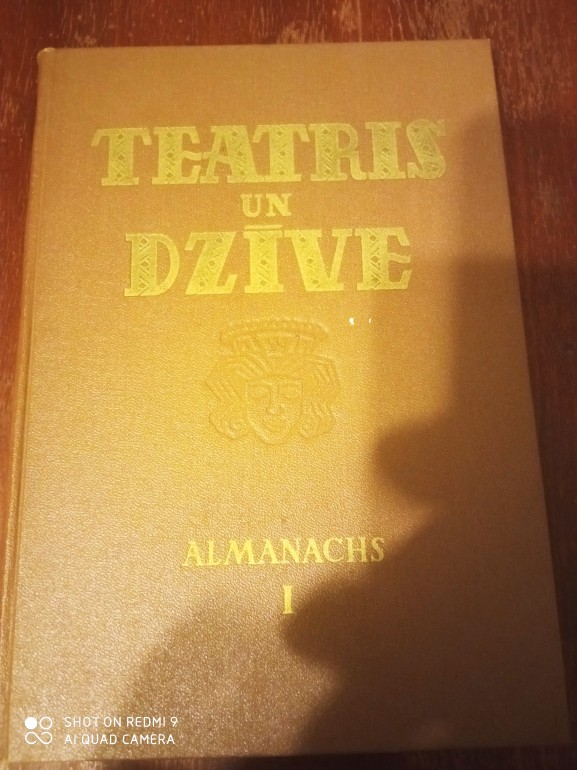 TEATRIS
UN
DZĪVE
ALMANACHS
I
SHOT ON REDMI 9
AI QUAD CAMERA